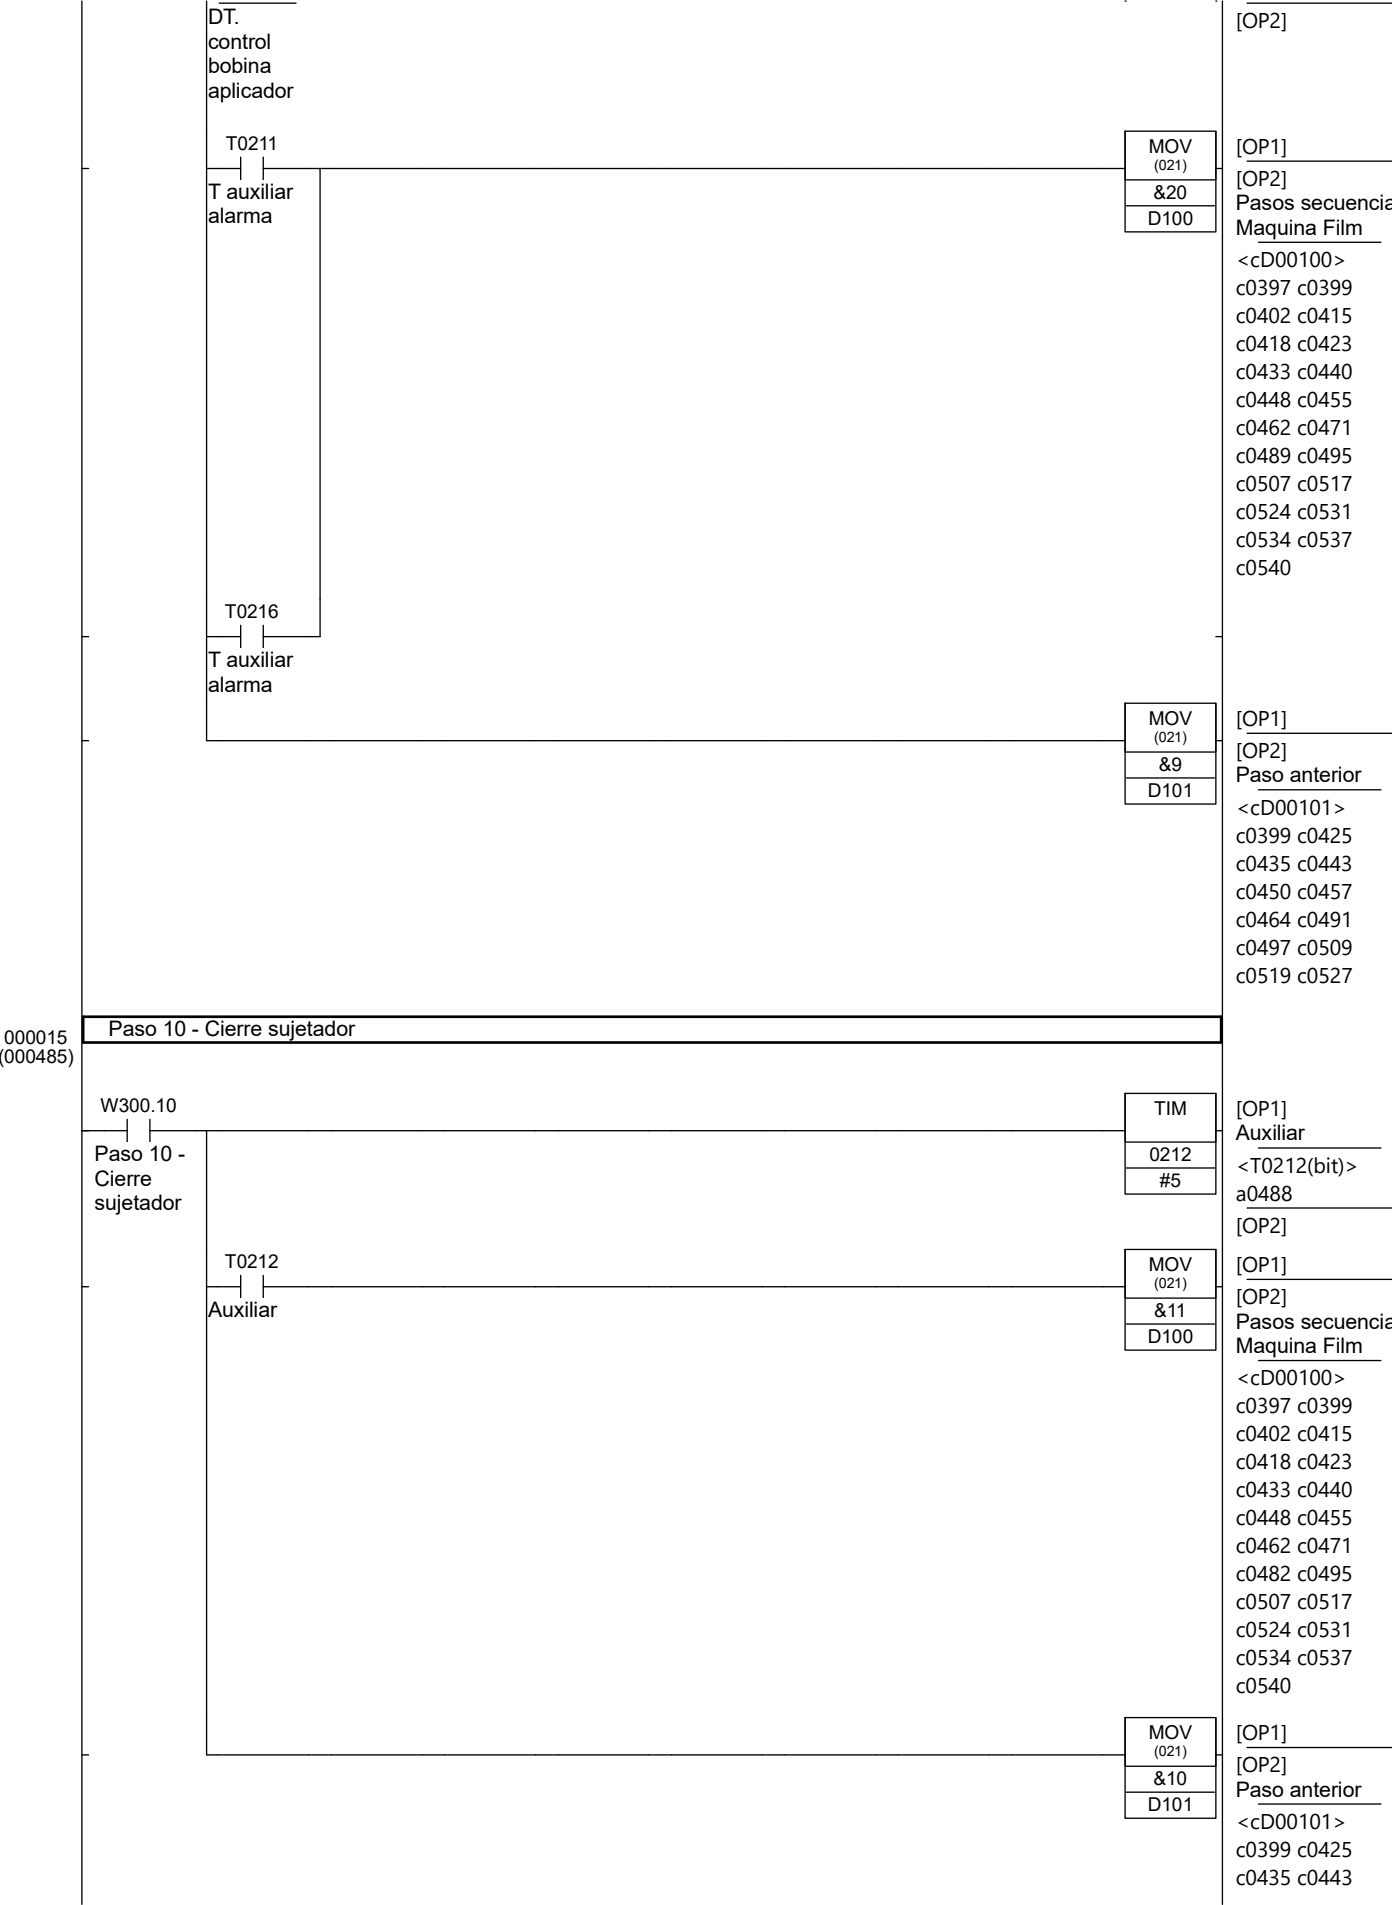 DT.
control
bobina
aplicador
[OP2]
T0211
T auxiliar
alarma
MOV
(021)
&20
D100
[OP1]
[OP2]
Pasos secuencia
Maquina Film
<cD00100>
c0397 c0399
c0402 c0415
c0418 c0423
c0433 c0440
c0448 c0455
c0462 c0471
c0489 c0495
c0507 c0517
c0524 c0531
c0534 c0537
c0540
T0216
T auxiliar
alarma
MOV
(021)
&9
D101
[OP1]
[OP2]
Paso anterior
<cD00101>
c0399 c0425
c0435 c0443
c0450 c0457
c0464 c0491
c0497 c0509
c0519 c0527
000015
(000485)
Paso 10 - Cierre sujetador
W300.10
Paso 10 -
Cierre
sujetador
TIM
0212
#5
[OP1]
Auxiliar
<T0212(bit)>
a0488
[OP2]
T0212
Auxiliar
MOV
(021)
&11
D100
[OP1]
[OP2]
Pasos secuencia
Maquina Film
<cD00100>
c0397 c0399
c0402 c0415
c0418 c0423
c0433 c0440
c0448 c0455
c0462 c0471
c0482 c0495
c0507 c0517
c0524 c0531
c0534 c0537
c0540
MOV
(021)
&10
D101
[OP1]
[OP2]
Paso anterior
<cD00101>
c0399 c0425
c0435 c0443